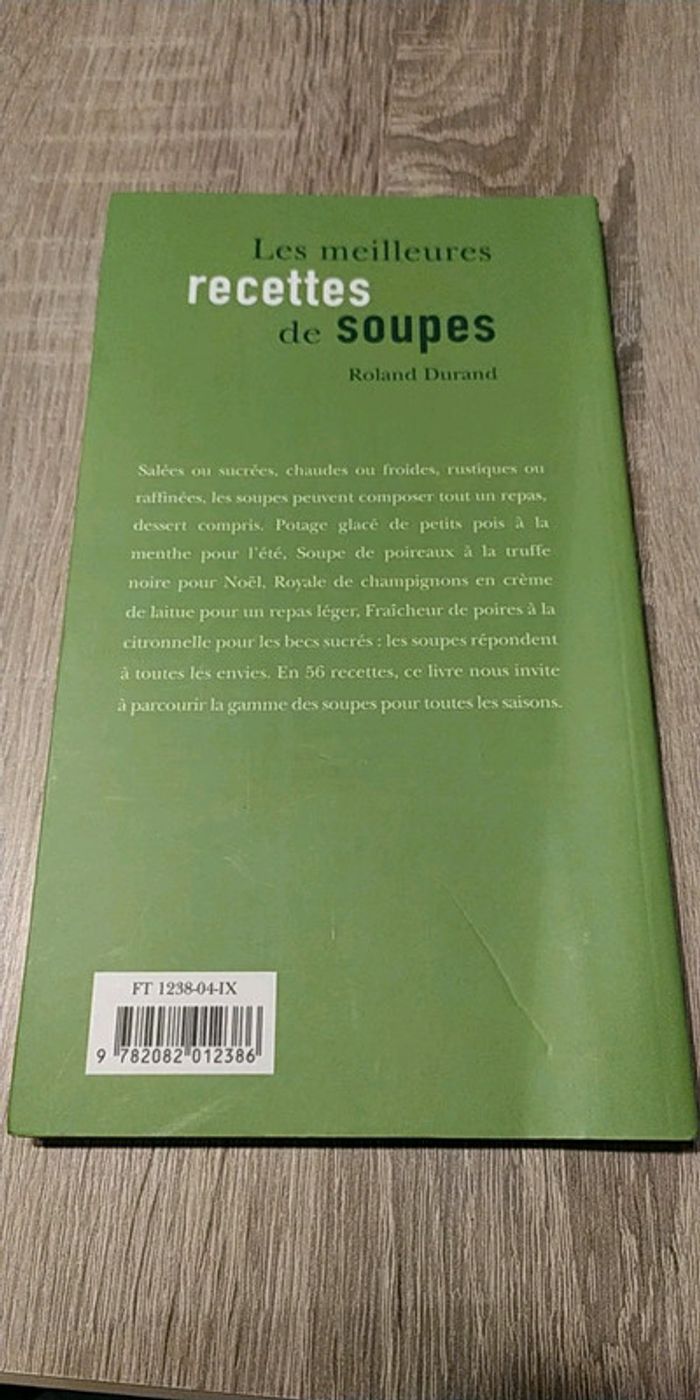 Les meilleures
recettes
de soupes
Roland Durand
Salées ou sucrées, chaudes ou froides, rustiques ou
raffinées, les soupes peuvent composer tout un repas,
dessert compris. Potage glacé de petits pois à la
menthe pour l'été, Soupe de poireaux à la truffe
noire pour Noël, Royale de champignons en crème
de laitue pour un repas léger, Fraîcheur de poires à la
citronnelle pour les becs sucrés : les soupes répondent
à toutes les envies. En 56 recettes, ce livre nous invite
à parcourir la gamme des soupes pour toutes les saisons.
FT 1238-04-IX
9 782082 012386